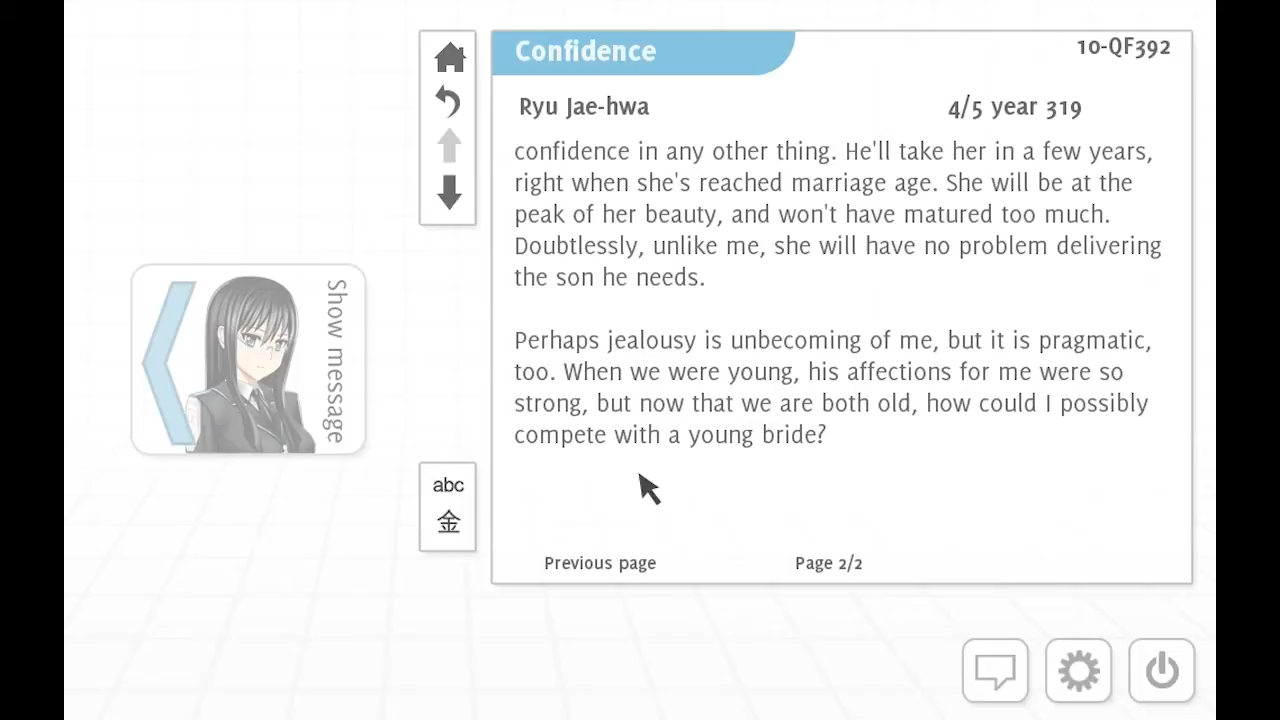 Confidence
10-QF392
Ryu Jae-hwa
4/5 year 319
confidence in any other thing. He'll take her in a few years,
right when she's reached marriage age. She will be at the
peak of her beauty, and won't have matured too much.
Doubtlessly, unlike me, she will have no problem delivering
the son he needs.
Perhaps jealousy is unbecoming of me, but it is pragmatic,
too. When we were young, his affections for me were so
strong, but now that we are both old, how could I possibly
compete with a young bride?
Show message
abc
金
Previous page
Page 2/2